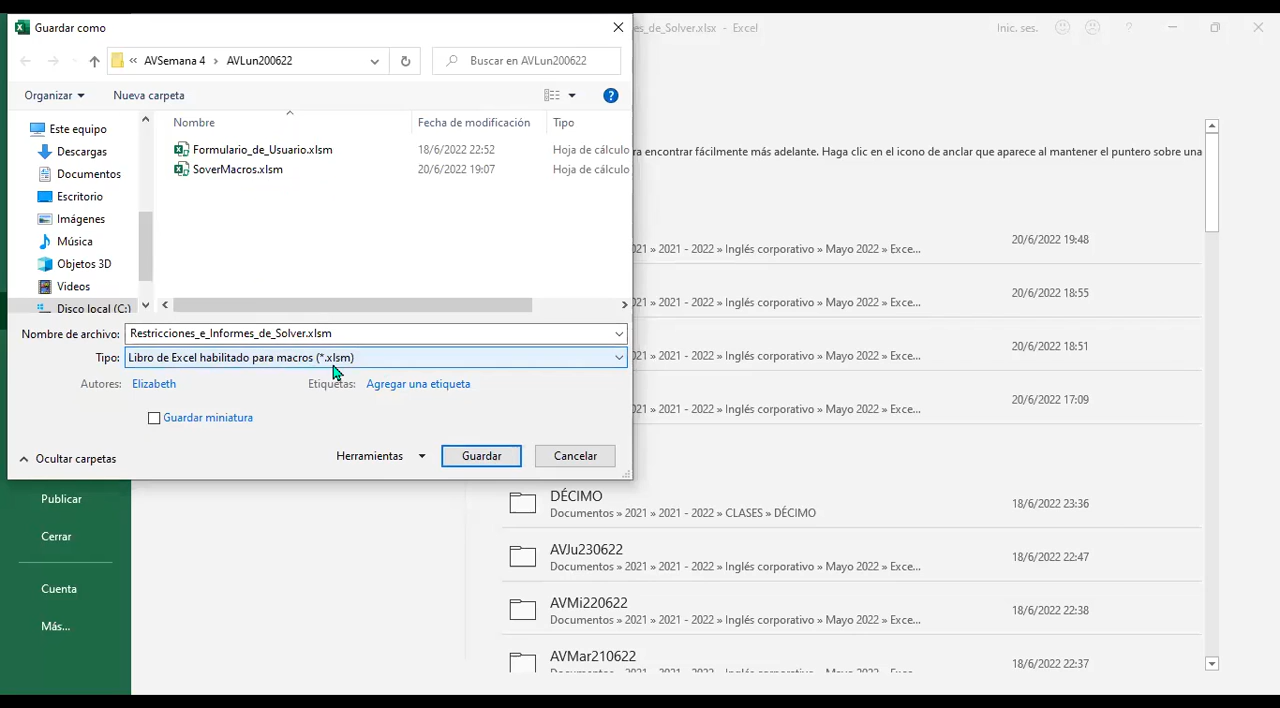 Guardar como
es_de_Solver.xlsx - Excel
Inic. ses.
?
AVSemana 4 › AVLun200622
Buscar en AVLun200622
Organizar
Nueva carpeta
?
Nombre
Fecha de modificación
Tipo
Este equipo
Descargas
Documentos
Escritorio
Imágenes
Música
Objetos 3D
Videos
Disco local (C:)
Formulario_de_Usuario.xlsm
18/6/2022 22:52
Hoja de cálculo
SoverMacros.xlsm
20/6/2022 19:07
Hoja de cálculo
ra encontrar fácilmente más adelante. Haga clic en el icono de anclar que aparece al mantener el puntero sobre una
Nombre de archivo: Restricciones_e_Informes_de_Solver.xlsm
Tipo: Libro de Excel habilitado para macros (*.xlsm)
Autores: Elizabeth
Etiquetas: Agregar una etiqueta
Guardar miniatura
Ocultar carpetas
Herramientas
Guardar
Cancelar
20/6/2022 19:48
021 » 2021 - 2022 » Inglés corporativo » Mayo 2022 » Exce...
20/6/2022 18:55
021 » 2021 - 2022 » Inglés corporativo » Mayo 2022 » Exce...
20/6/2022 18:51
021 » 2021 - 2022 » Inglés corporativo » Mayo 2022 » Exce...
20/6/2022 17:09
021 » 2021 - 2022 » Inglés corporativo » Mayo 2022 » Exce...
Publicar
Cerrar
Cuenta
Más...
DÉCIMO
Documentos » 2021 » 2021 - 2022 » CLASES » DÉCIMO
18/6/2022 23:36
AVJu230622
Documentos » 2021 » 2021 - 2022 » Inglés corporativo » Mayo 2022 » Exce...
18/6/2022 22:47
AVMi220622
Documentos » 2021 » 2021 - 2022 » Inglés corporativo » Mayo 2022 » Exce...
18/6/2022 22:38
AVMar210622
Documentos » 2021 » 2021 - 2022 » Inglés corporativo » Mayo 2022 » Exce...
18/6/2022 22:37